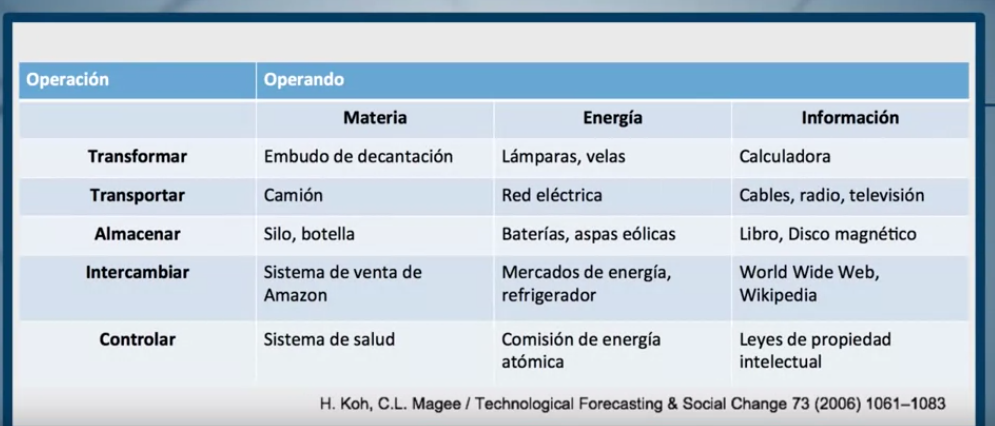 Operación Operando
Materia Energía Información
Transformar Embudo de decantación Lámparas, velas Calculadora
Transportar Camión Red eléctrica Cables, radio, televisión
Almacenar Silo, botella Baterías, aspas eólicas Libro, Disco magnético
Intercambiar Sistema de venta de Mercados de energía, World Wide Web,
Amazon refrigerador Wikipedia
Controlar Sistema de salud Comisión de energía Leyes de propiedad
atómica intelectual
H. Koh, C.L. Magee / Technological Forecasting & Social Change 73 (2006) 1061–1083